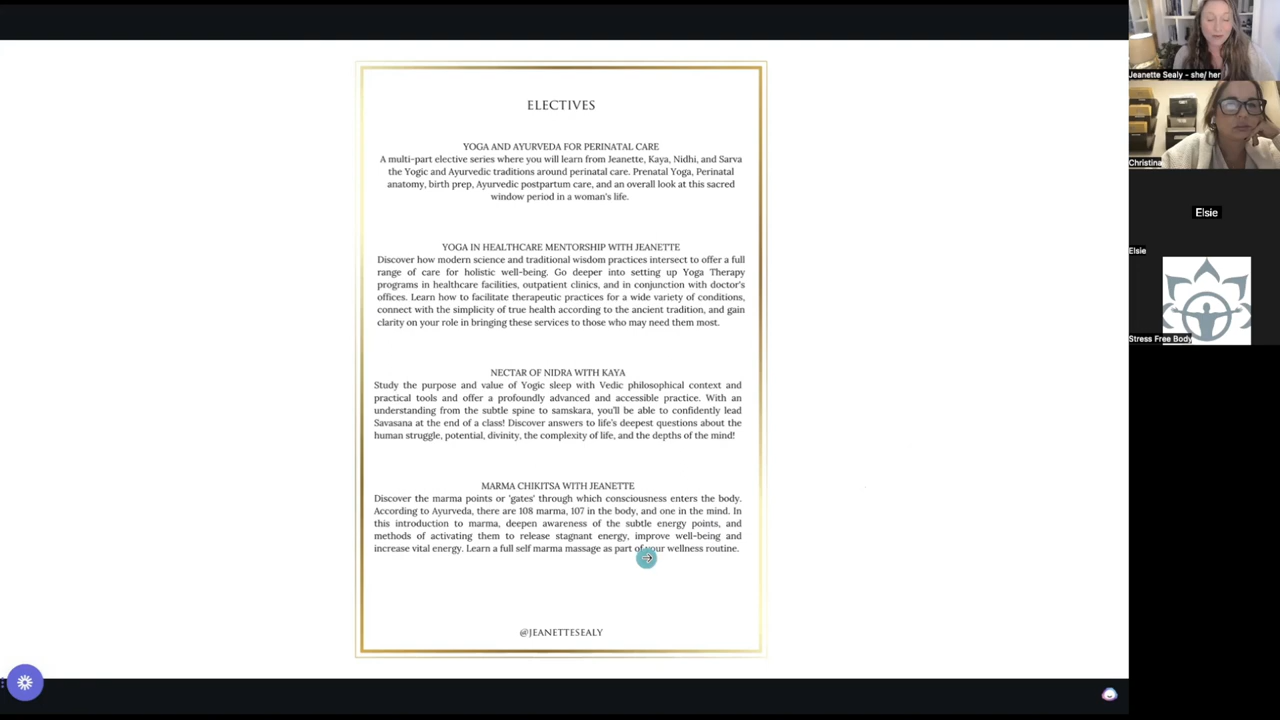 ELECTIVES
YOGA AND AYURVEDA FOR PERINATAL CARE
A multi-part elective series where you will learn from Jeanette, Kaya, Nidhi, and Sarva
the Yogic and Ayurvedic traditions around perinatal care. Prenatal Yoga, Perinatal
anatomy, birth prep, Ayurvedic postpartum care, and an overall look at this sacred
window period in a woman's life.
YOGA IN HEALTHCARE MENTORSHIP WITH JEANETTE
Discover how modern science and traditional wisdom practices intersect to offer a full
range of care for holistic well-being. Go deeper into setting up Yoga Therapy
programs in healthcare facilities, outpatient clinics, and in conjunction with doctor's
offices. Learn how to facilitate therapeutic practices for a wide variety of conditions,
connect with the simplicity of true health according to the ancient tradition, and gain
clarity on your role in bringing these services to those who may need them most.
NECTAR OF NIDRA WITH KAYA
Study the purpose and value of Yogic sleep with Vedic philosophical context and
practical tools and offer a profoundly advanced and accessible practice. With an
understanding from the subtle spine to samskara, you'll be able to confidently lead
Savasana at the end of a class! Discover answers to life's deepest questions about the
human struggle, potential, divinity, the complexity of life, and the depths of the mind!
MARMA CHIKITSA WITH JEANETTE
Discover the marma points or 'gates' through which consciousness enters the body.
According to Ayurveda, there are 108 marma, 107 in the body, and one in the mind. In
this introduction to marma, deepen awareness of the subtle energy points, and
methods of activating them to release stagnant energy, improve well-being and
increase vital energy. Learn a full self marma massage as part of your wellness routine.
@JEANETTESEALY
Jeanette Sealy - she/ her
Christina
Elsie
Elsie
Stress Free Body